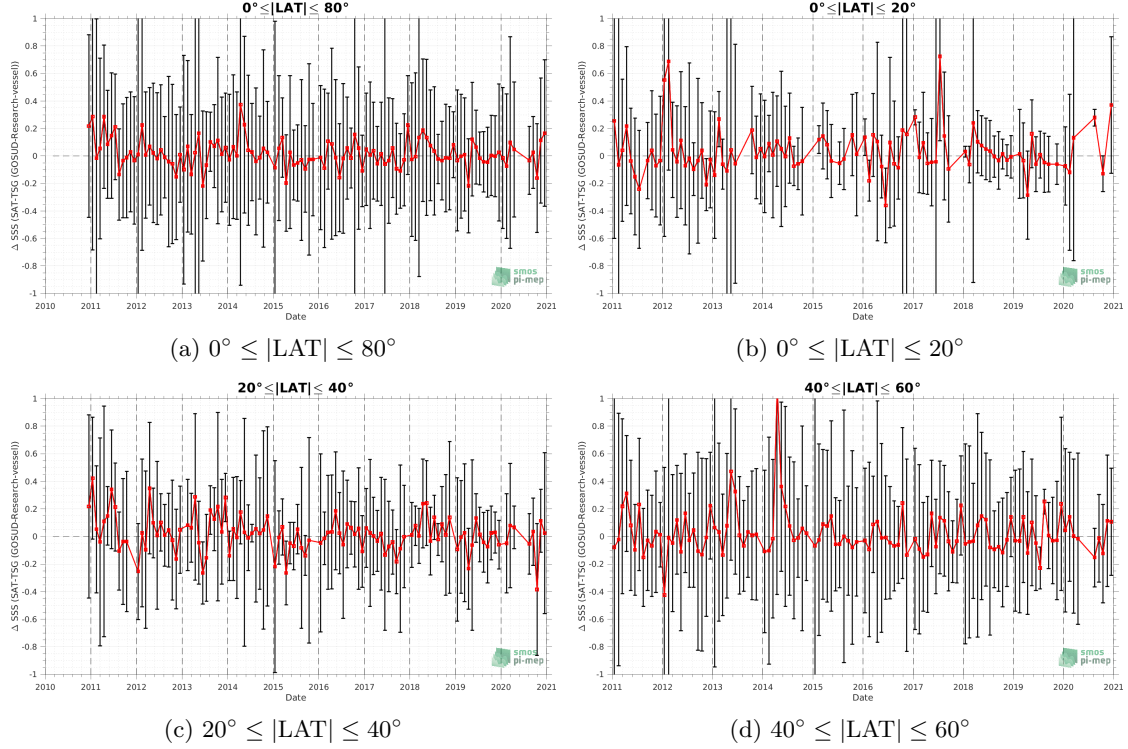 0°≤|LAT|≤ 80°
Δ SSS (SAT-TSG (GOSUD-Research-vessel))
1
0.8
0.6
0.4
0.2
0
-0.2
-0.4
-0.6
-0.8
-1
2010 2011 2012 2013 2014 2015 2016 2017 2018 2019 2020 2021
Date
smos
pi-mep
(a) 0° ≤ |LAT| ≤ 80°
0°≤|LAT|≤ 20°
Δ SSS (SAT-TSG (GOSUD-Research-vessel))
1
0.8
0.6
0.4
0.2
0
-0.2
-0.4
-0.6
-0.8
-1
2011 2012 2013 2014 2015 2016 2017 2018 2019 2020 2021
Date
smos
pi-mep
(b) 0° ≤ |LAT| ≤ 20°
20°≤|LAT|≤ 40°
Δ SSS (SAT-TSG (GOSUD-Research-vessel))
1
0.8
0.6
0.4
0.2
0
-0.2
-0.4
-0.6
-0.8
-1
2010 2011 2012 2013 2014 2015 2016 2017 2018 2019 2020 2021
Date
smos
pi-mep
(c) 20° ≤ |LAT| ≤ 40°
40°≤|LAT|≤ 60°
Δ SSS (SAT-TSG (GOSUD-Research-vessel))
1
0.8
0.6
0.4
0.2
0
-0.2
-0.4
-0.6
-0.8
-1
2011 2012 2013 2014 2015 2016 2017 2018 2019 2020 2021
Date
smos
pi-mep
(d) 40° ≤ |LAT| ≤ 60°